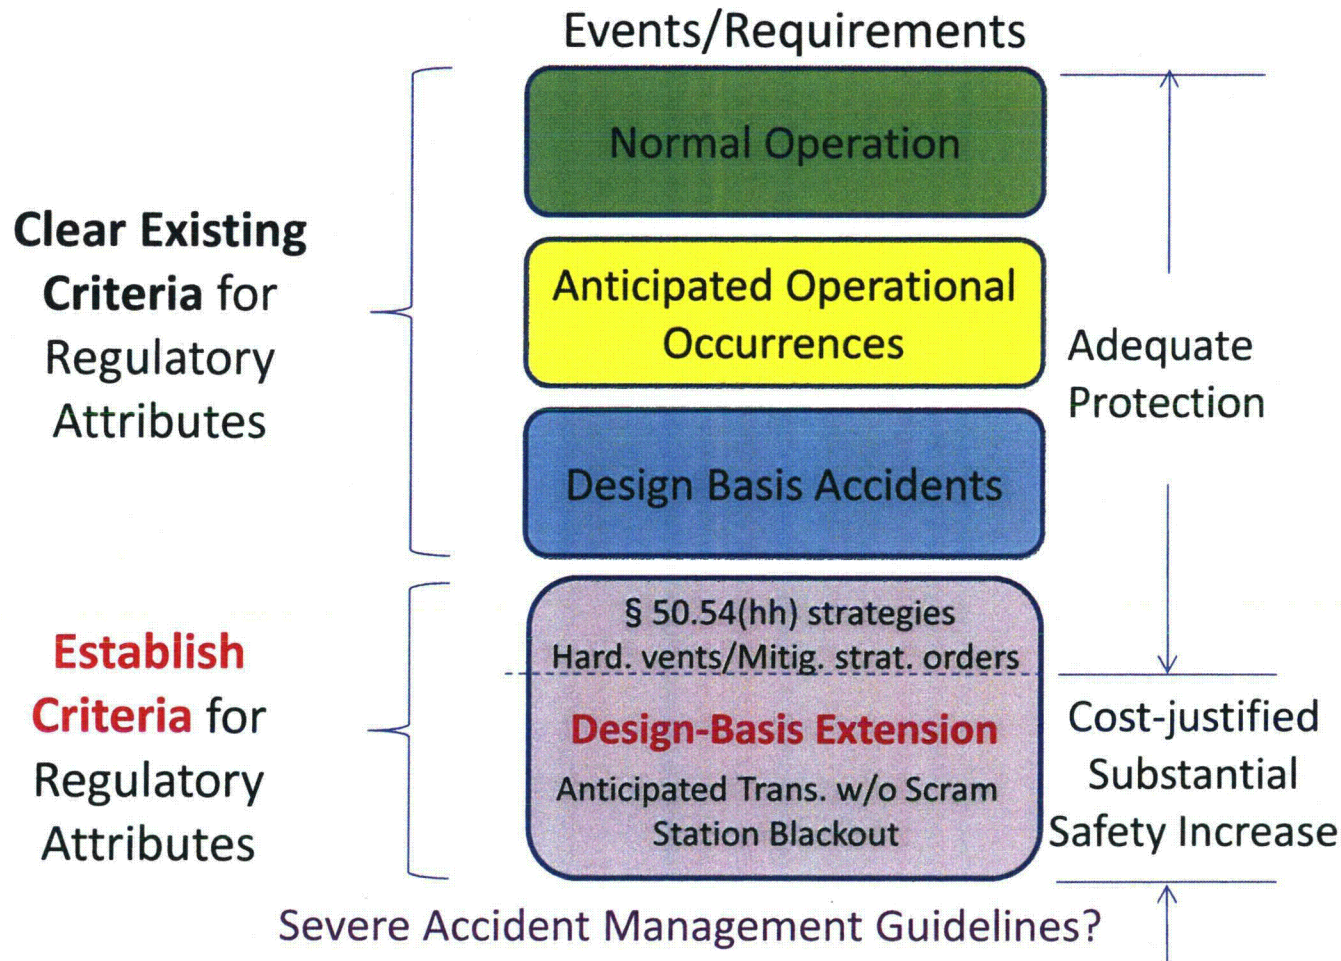 Events/Requirements
Normal Operation
Clear Existing
Criteria for
Regulatory
Attributes
Anticipated Operational
Occurrences
Adequate
Protection
Design Basis Accidents
Establish
Criteria for
Regulatory
Attributes
§ 50.54(hh) strategies
Hard. vents/Mitig. strat. orders
Design-Basis Extension
Anticipated Trans. w/o Scram
Station Blackout
Cost-justified
Substantial
Safety Increase
Severe Accident Management Guidelines?